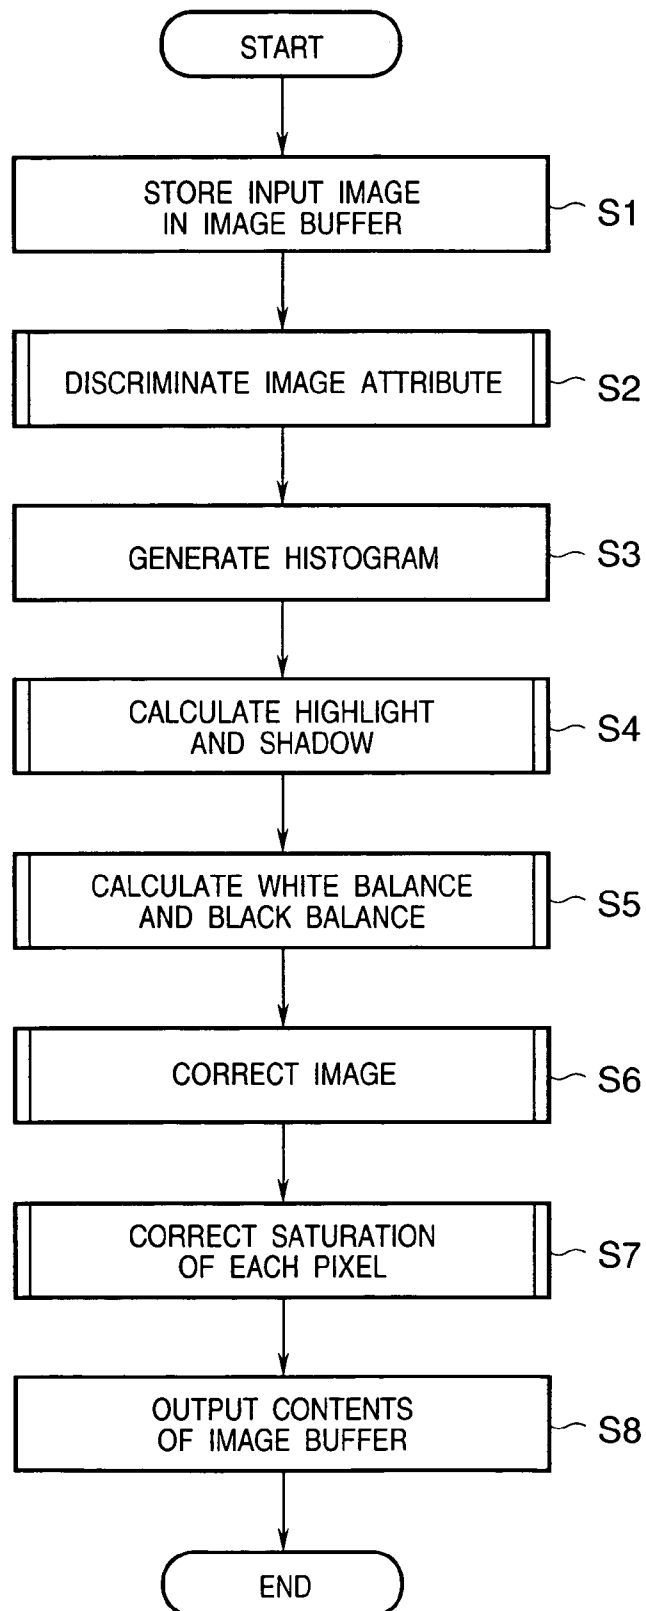 START
STORE INPUT IMAGE
IN IMAGE BUFFER
S1
DISCRIMINATE IMAGE ATTRIBUTE
S2
GENERATE HISTOGRAM
S3
CALCULATE HIGHLIGHT
AND SHADOW
S4
CALCULATE WHITE BALANCE
AND BLACK BALANCE
S5
CORRECT IMAGE
S6
CORRECT SATURATION
OF EACH PIXEL
S7
OUTPUT CONTENTS
OF IMAGE BUFFER
S8
END